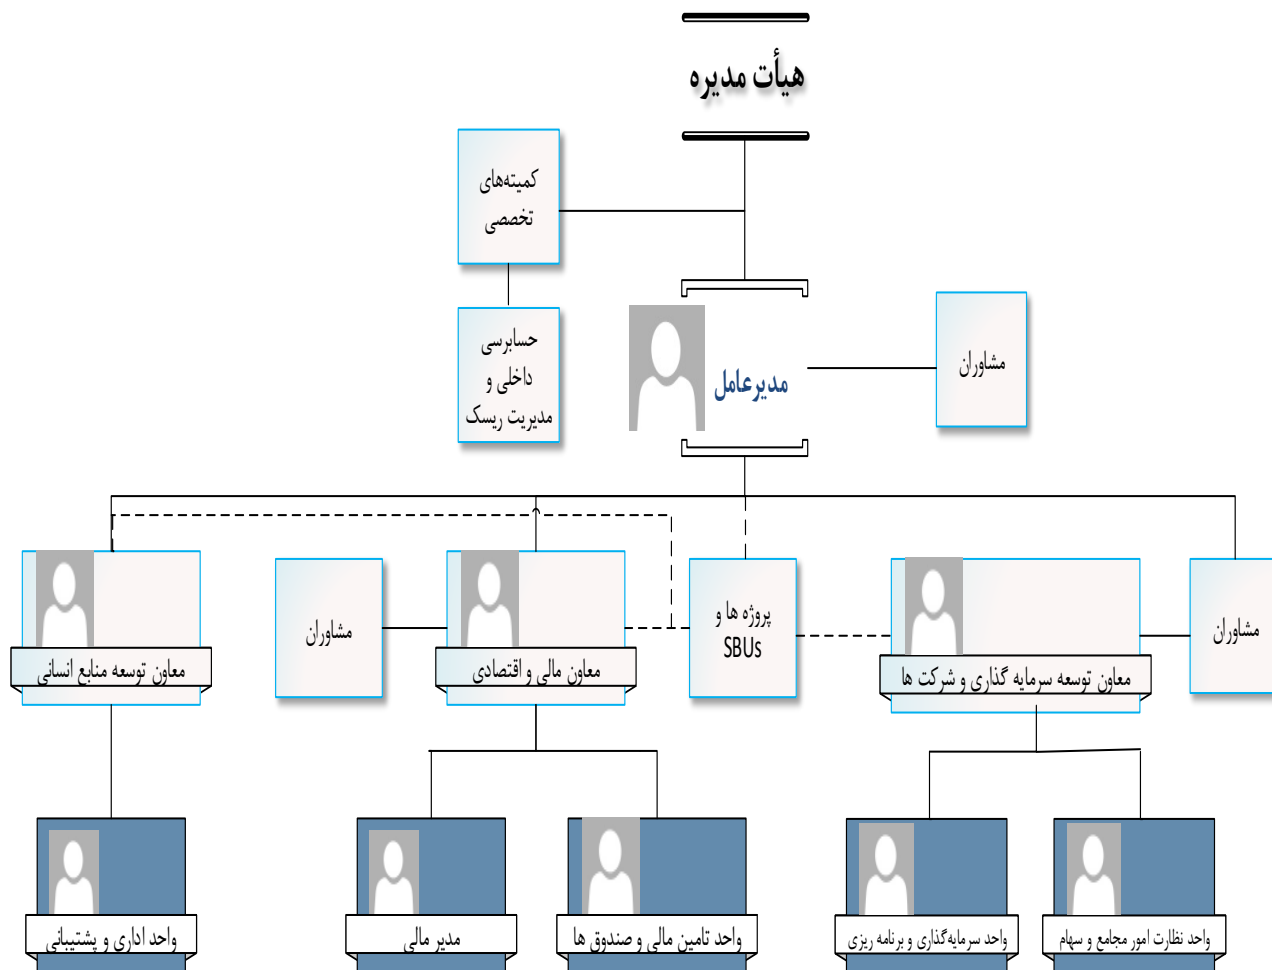 هیأت مدیره
کمیته‌های
تخصصی
حسابرسی
داخلی و
مدیریت ریسک
مدیرعامل
مشاوران
مشاوران
معاون توسعه سرمایه گذاری و شرکت ها
پروژه ها و
SBUs
معاون مالی و اقتصادی
مشاوران
معاون توسعه منابع انسانی
واحد نظارت امور مجامع و سهام
واحد سرمایه‌گذاری و برنامه ریزی
واحد تامین مالی و صندوق ها
مدیر مالی
واحد اداری و پشتیبانی